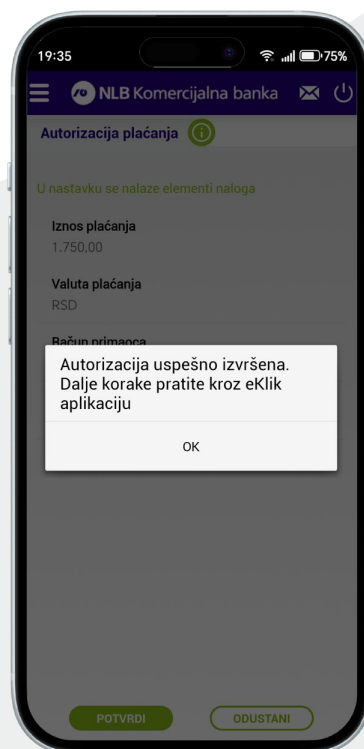 19:35
75%
NLB Komercijalna banka
Autorizacija plaćanja
U nastavku se nalaze elementi naloga
Iznos plaćanja
1.750,00
Valuta plaćanja
RSD
Račun primaoca
Autorizacija uspešno izvršena.
Dalje korake pratite kroz eKlik
aplikaciju
OK
POTVRDI
ODUSTANI